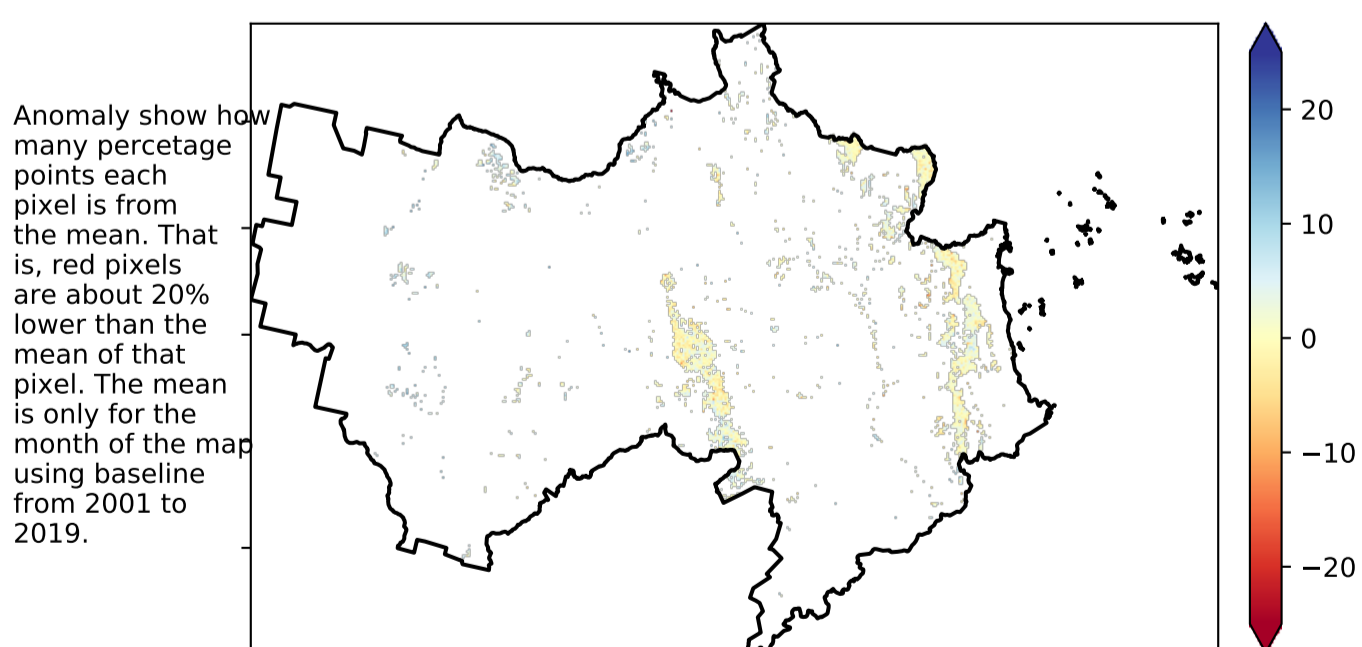 Anomaly show how
many percetage
points each
pixel is from
the mean. That
is, red pixels
are about 20%
lower than the
mean of that
pixel. The mean
is only for the
month of the map
using baseline
from 2001 to
2019.
20
10
0
−10
−20